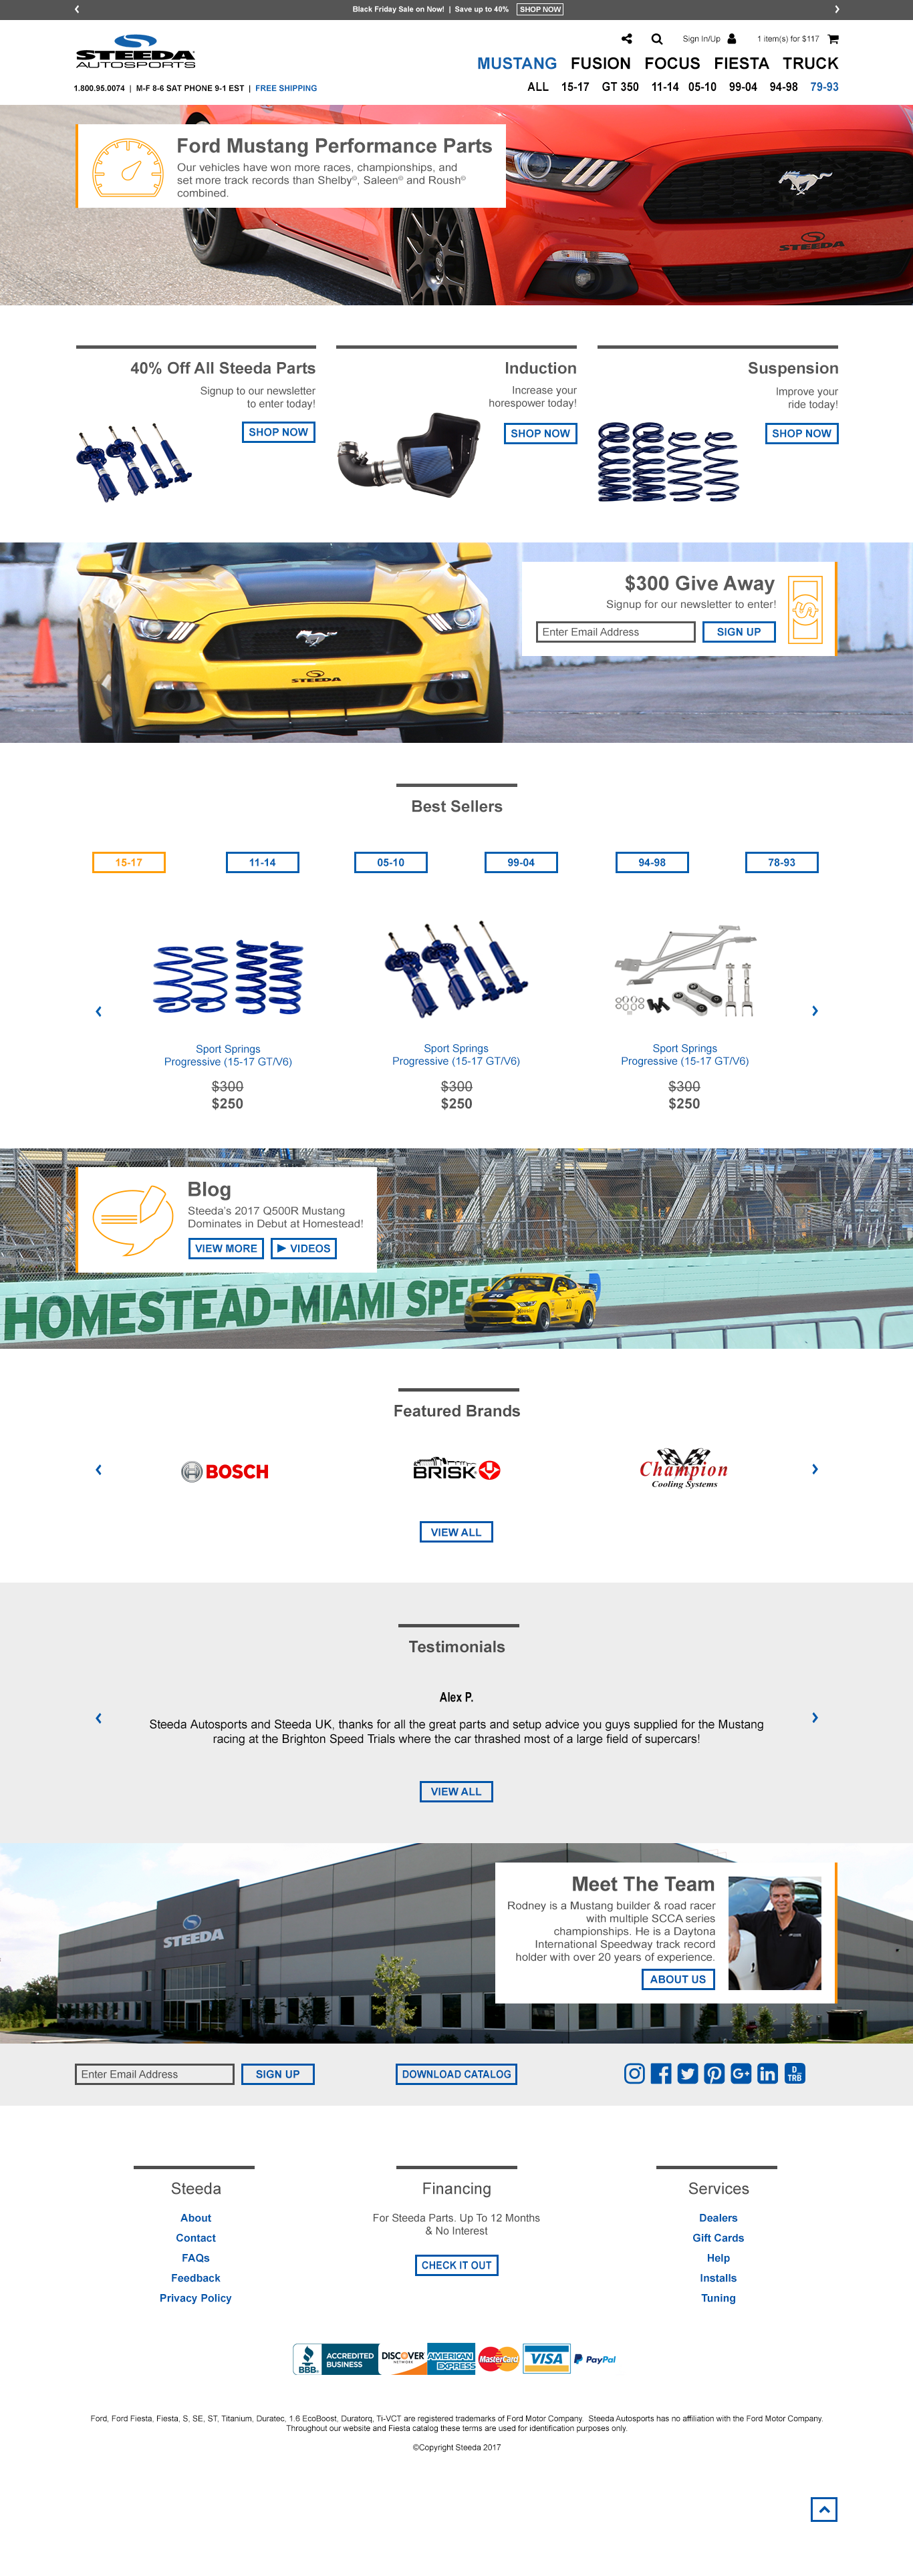 Black Friday Sale on Now! | Save up to 40% SHOP NOW
Sign In/Up 1 item(s) for $117
STEEDA
AUTOSPORTS
MUSTANG FUSION FOCUS FIESTA TRUCK
1.800.95.0074 | M-F 8-6 SAT PHONE 9-1 EST | FREE SHIPPING
ALL 15-17 GT 350 11-14 05-10 99-04 94-98 79-93
Ford Mustang Performance Parts
Our vehicles have won more races, championships, and
set more track records than Shelby®, Saleen® and Roush®
combined.
STEEDA
40% Off All Steeda Parts
Signup to our newsletter
to enter today!
SHOP NOW
Induction
Increase your
horespower today!
SHOP NOW
Suspension
Improve your
ride today!
SHOP NOW
$300 Give Away
Signup for our newsletter to enter!
Enter Email Address SIGN UP
STEEDA
Best Sellers
15-17 11-14 05-10 99-04 94-98 78-93
Sport Springs
Progressive (15-17 GT/V6)
$300
$250
Sport Springs
Progressive (15-17 GT/V6)
$300
$250
Sport Springs
Progressive (15-17 GT/V6)
$300
$250
Blog
Steeda's 2017 Q500R Mustang
Dominates in Debut at Homestead!
VIEW MORE VIDEOS
HOMESTEAD-MIAMI SPE
20
20
Featured Brands
BOSCH
BRISK
Champion
Cooling Systems
VIEW ALL
Testimonials
Alex P.
Steeda Autosports and Steeda UK, thanks for all the great parts and setup advice you guys supplied for the Mustang
racing at the Brighton Speed Trials where the car thrashed most of a large field of supercars!
VIEW ALL
STEEDA
Meet The Team
Rodney is a Mustang builder & road racer
with multiple SCCA series
championships. He is a Daytona
International Speedway track record
holder with over 20 years of experience.
ABOUT US
Enter Email Address SIGN UP
DOWNLOAD CATALOG
D
TRB
Steeda
About
Contact
FAQs
Feedback
Privacy Policy
Financing
For Steeda Parts. Up To 12 Months
& No Interest
CHECK IT OUT
Services
Dealers
Gift Cards
Help
Installs
Tuning
BBB
ACCREDITED
BUSINESS
DISCOVER
NETWORK
AMERICAN
EXPRESS
MasterCard
VISA
PayPal
Ford, Ford Fiesta, Fiesta, S, SE, ST, Titanium, Duratec, 1.6 EcoBoost, Duratorq, Ti-VCT are registered trademarks of Ford Motor Company. Steeda Autosports has no affiliation with the Ford Motor Company.
Throughout our website and Fiesta catalog these terms are used for identification purposes only.
©Copyright Steeda 2017